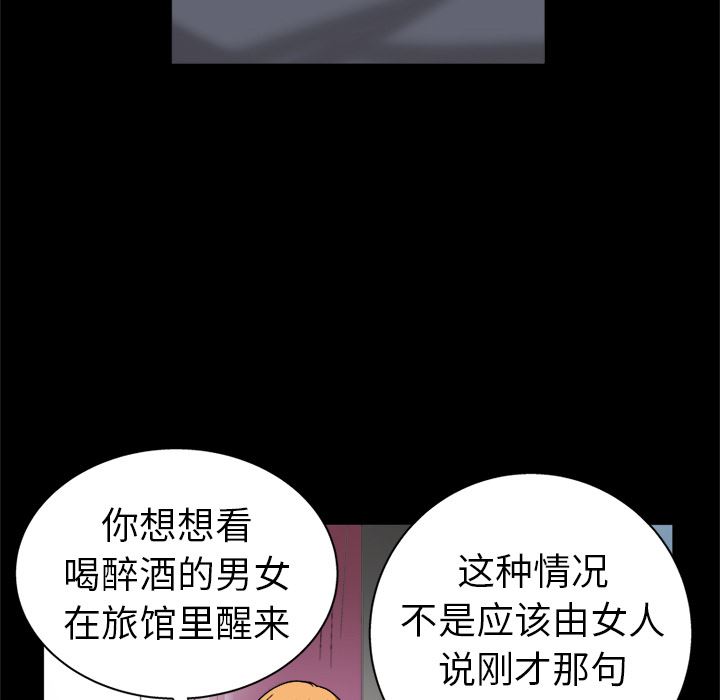 你想想看
喝醉酒的男女
在旅馆里醒来
这种情况
不是应该由女人
说刚才那句